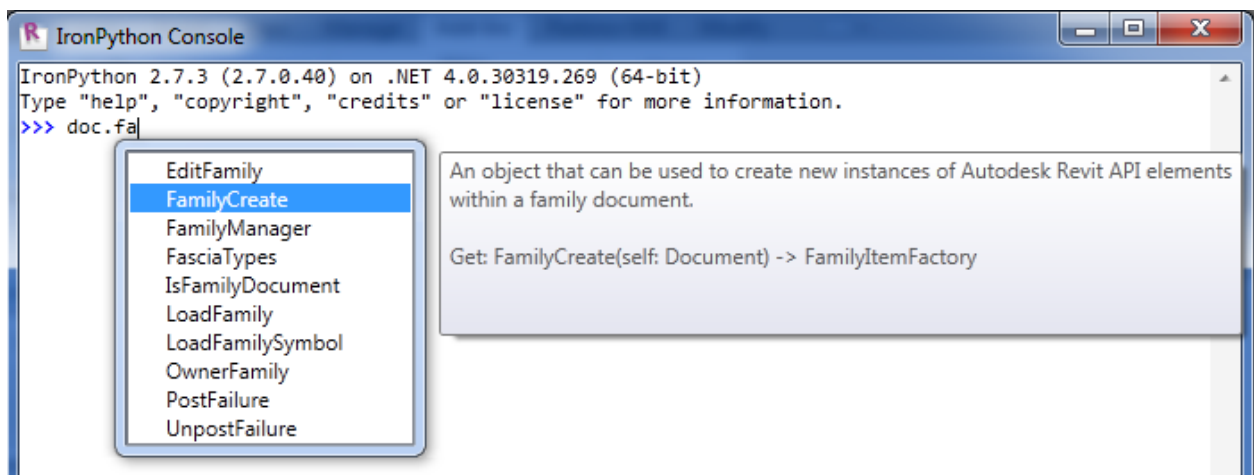 IronPython Console
IronPython 2.7.3 (2.7.0.40) on .NET 4.0.30319.269 (64-bit)
Type "help", "copyright", "credits" or "license" for more information.
>>> doc.fa
EditFamily
FamilyCreate
FamilyManager
FasciaTypes
IsFamilyDocument
LoadFamily
LoadFamilySymbol
OwnerFamily
PostFailure
UnpostFailure
An object that can be used to create new instances of Autodesk Revit API elements
within a family document.
Get: FamilyCreate(self: Document) -> FamilyItemFactory